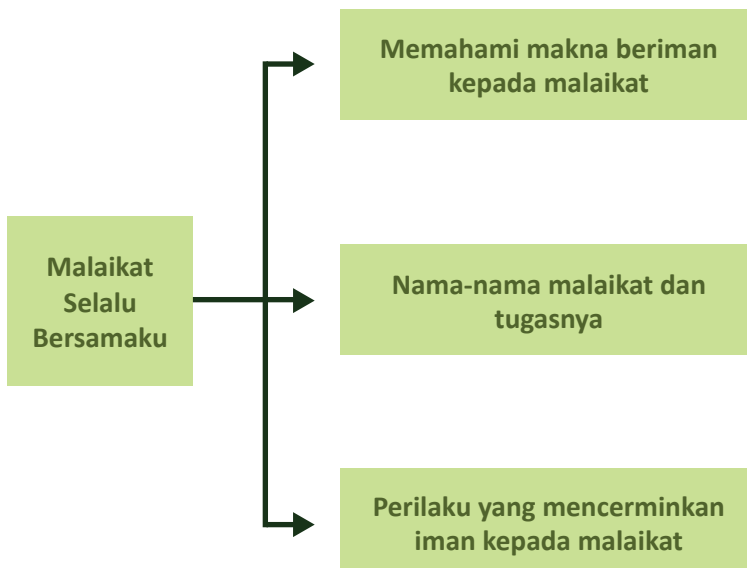 Memahami makna beriman
kepada malaikat
Malaikat
Selalu
Bersamaku
Nama-nama malaikat dan
tugasnya
Perilaku yang mencerminkan
iman kepada malaikat